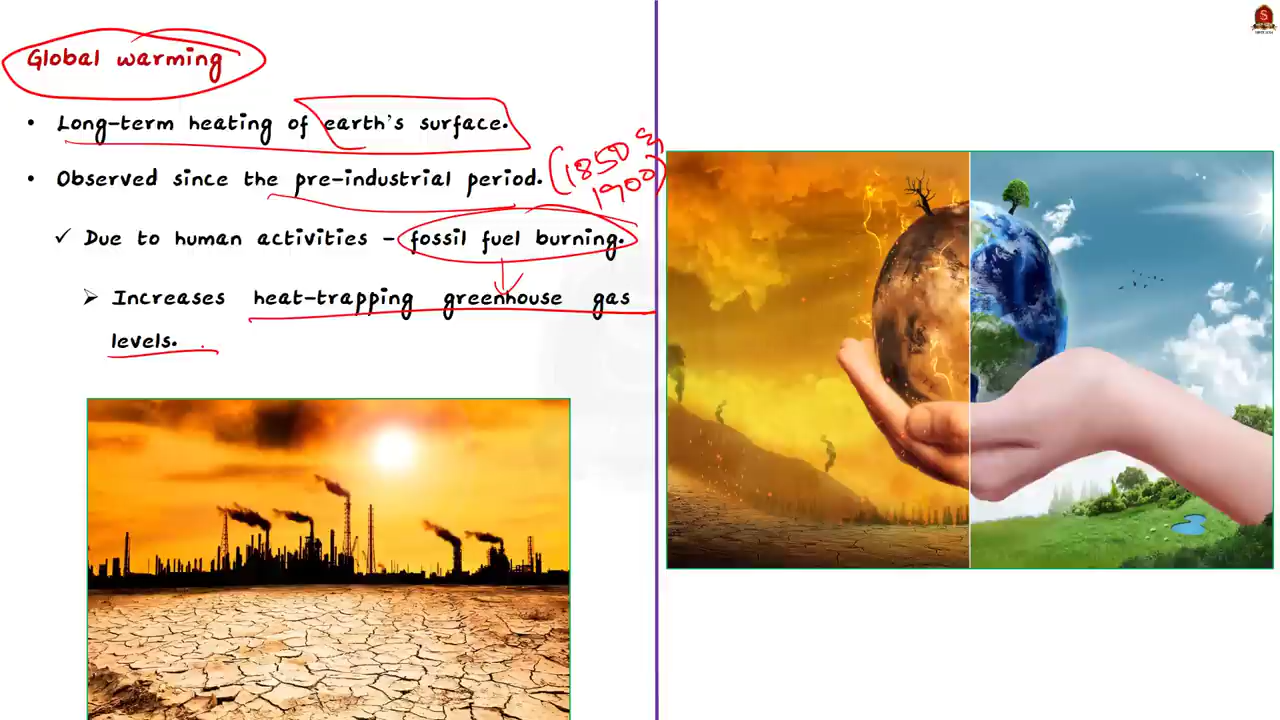 Global warming
• Long-term heating of earth's surface.
• Observed since the pre-industrial period. (1850 -
1900)
✓ Due to human activities – fossil fuel burning.
➢ Increases heat-trapping greenhouse gas
levels.
S